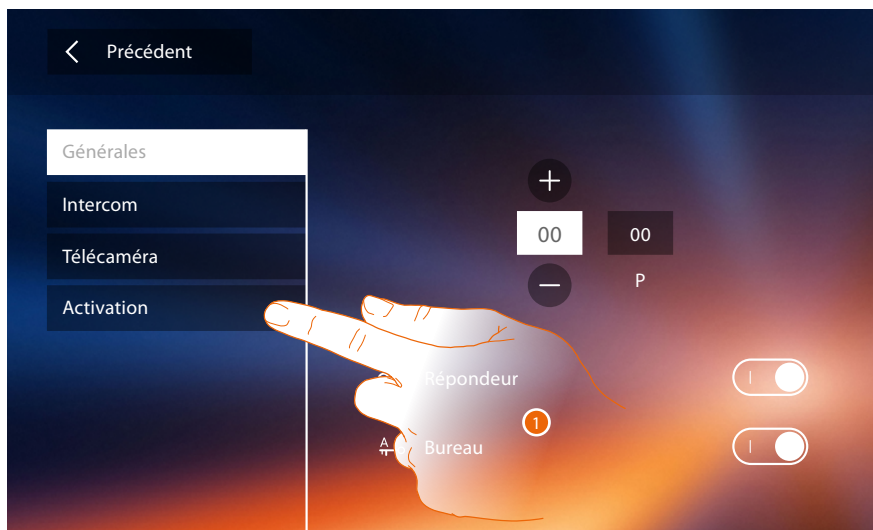 Précédent
Générales
Intercom
Télécaméra
Activation
00 00
P
Répondeur
1
A
Bureau